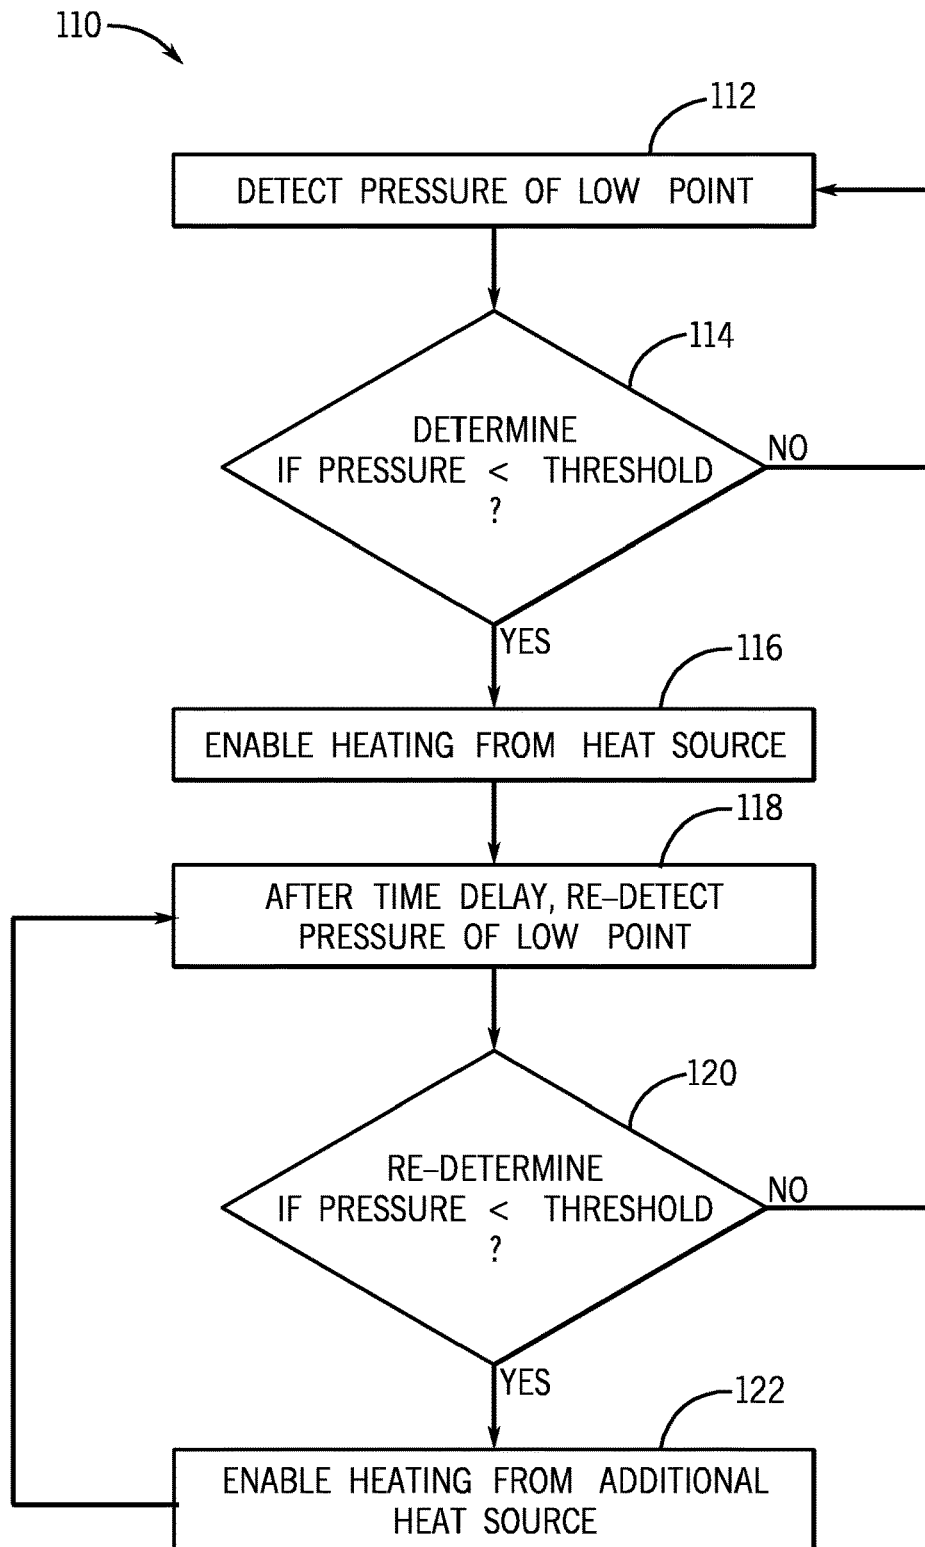 110
112
DETECT PRESSURE OF LOW POINT
114
DETERMINE
IF PRESSURE < THRESHOLD
?
NO
YES
116
ENABLE HEATING FROM HEAT SOURCE
118
AFTER TIME DELAY, RE-DETECT
PRESSURE OF LOW POINT
120
RE-DETERMINE
IF PRESSURE < THRESHOLD
?
NO
YES
122
ENABLE HEATING FROM ADDITIONAL
HEAT SOURCE